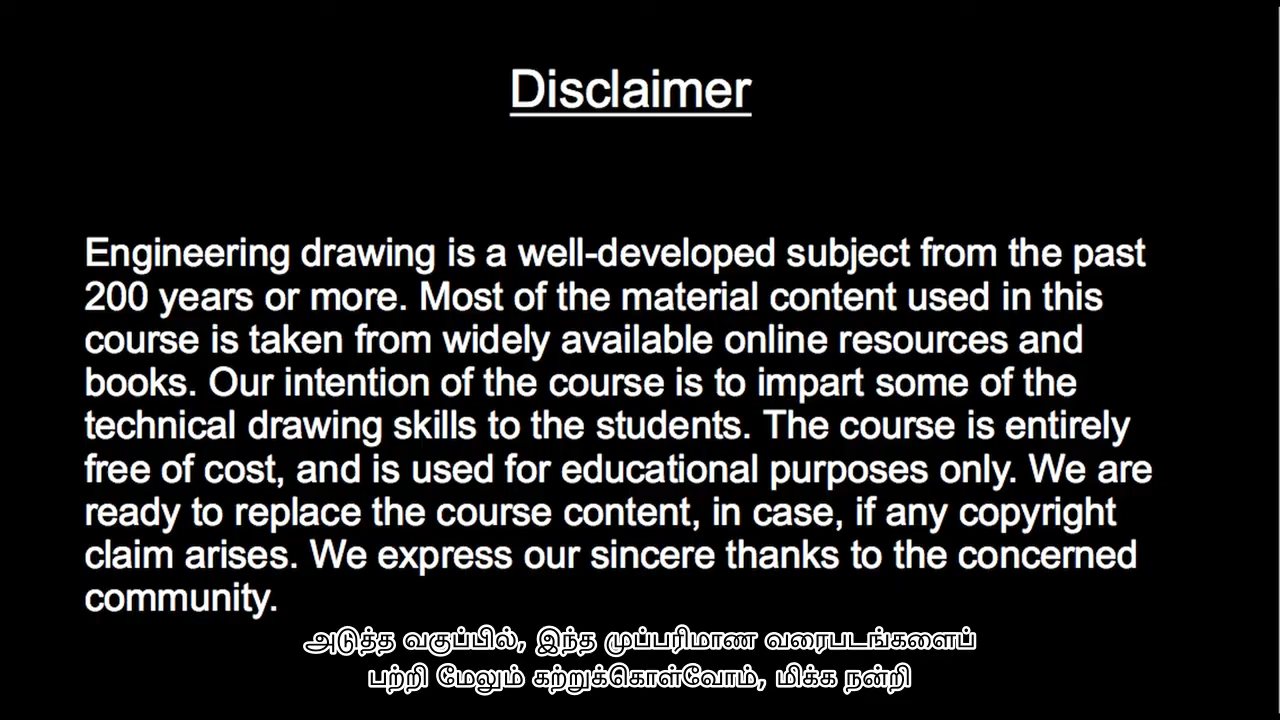 Disclaimer
Engineering drawing is a well-developed subject from the past
200 years or more. Most of the material content used in this
course is taken from widely available online resources and
books. Our intention of the course is to impart some of the
technical drawing skills to the students. The course is entirely
free of cost, and is used for educational purposes only. We are
ready to replace the course content, in case, if any copyright
claim arises. We express our sincere thanks to the concerned
community.
அடுத்த வகுப்பில், இந்த முப்பரிமாண வரைபடங்களைப்
பற்றி மேலும் கற்றுக்கொள்வோம், மிக்க நன்றி